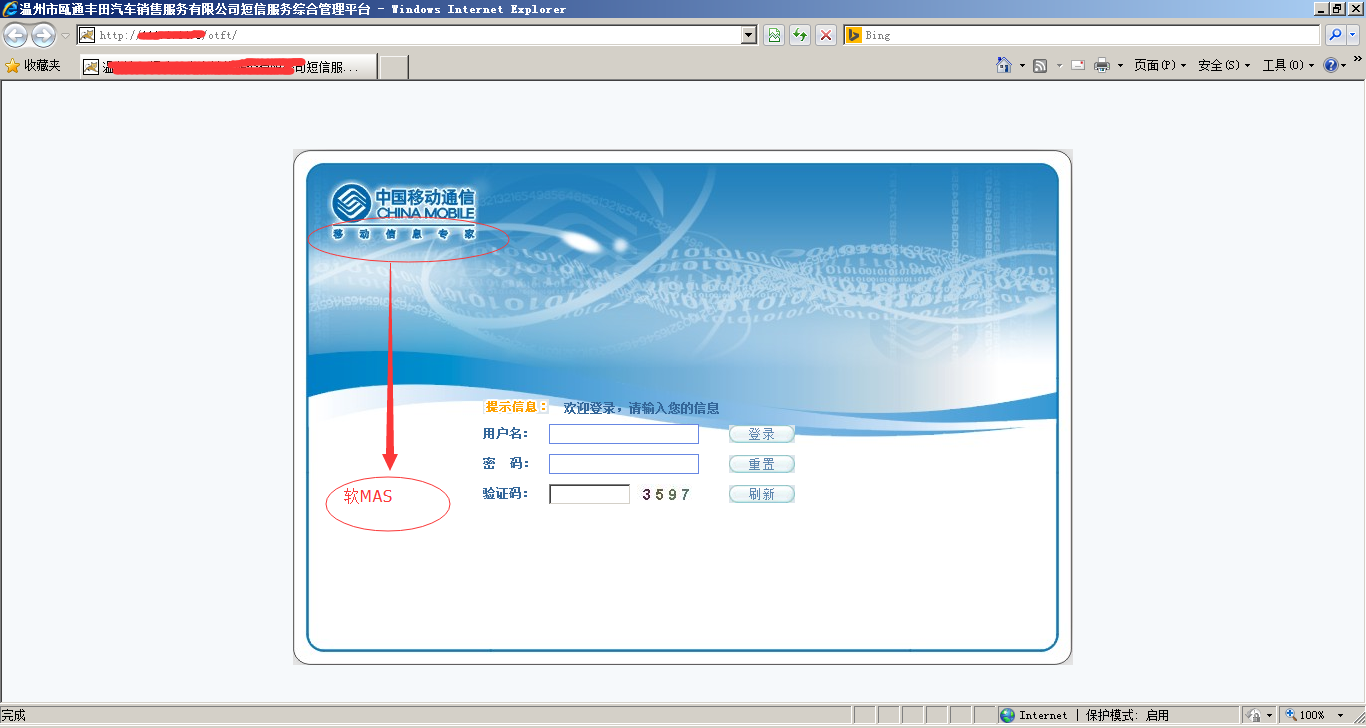 温州市瓯通丰田汽车销售服务有限公司短信服务综合管理平台 - Windows Internet Explorer
http://
/otft/
Bing
收藏夹
温
司短信服...
页面(P)
安全(S)
工具(O)
中国移动通信
CHINA MOBILE
移动信息专家
提示信息: 欢迎登录，请输入您的信息
用户名: 登录
密 码: 重置
软MAS
验证码: 3597 刷新
完成
Internet | 保护模式: 启用
100%